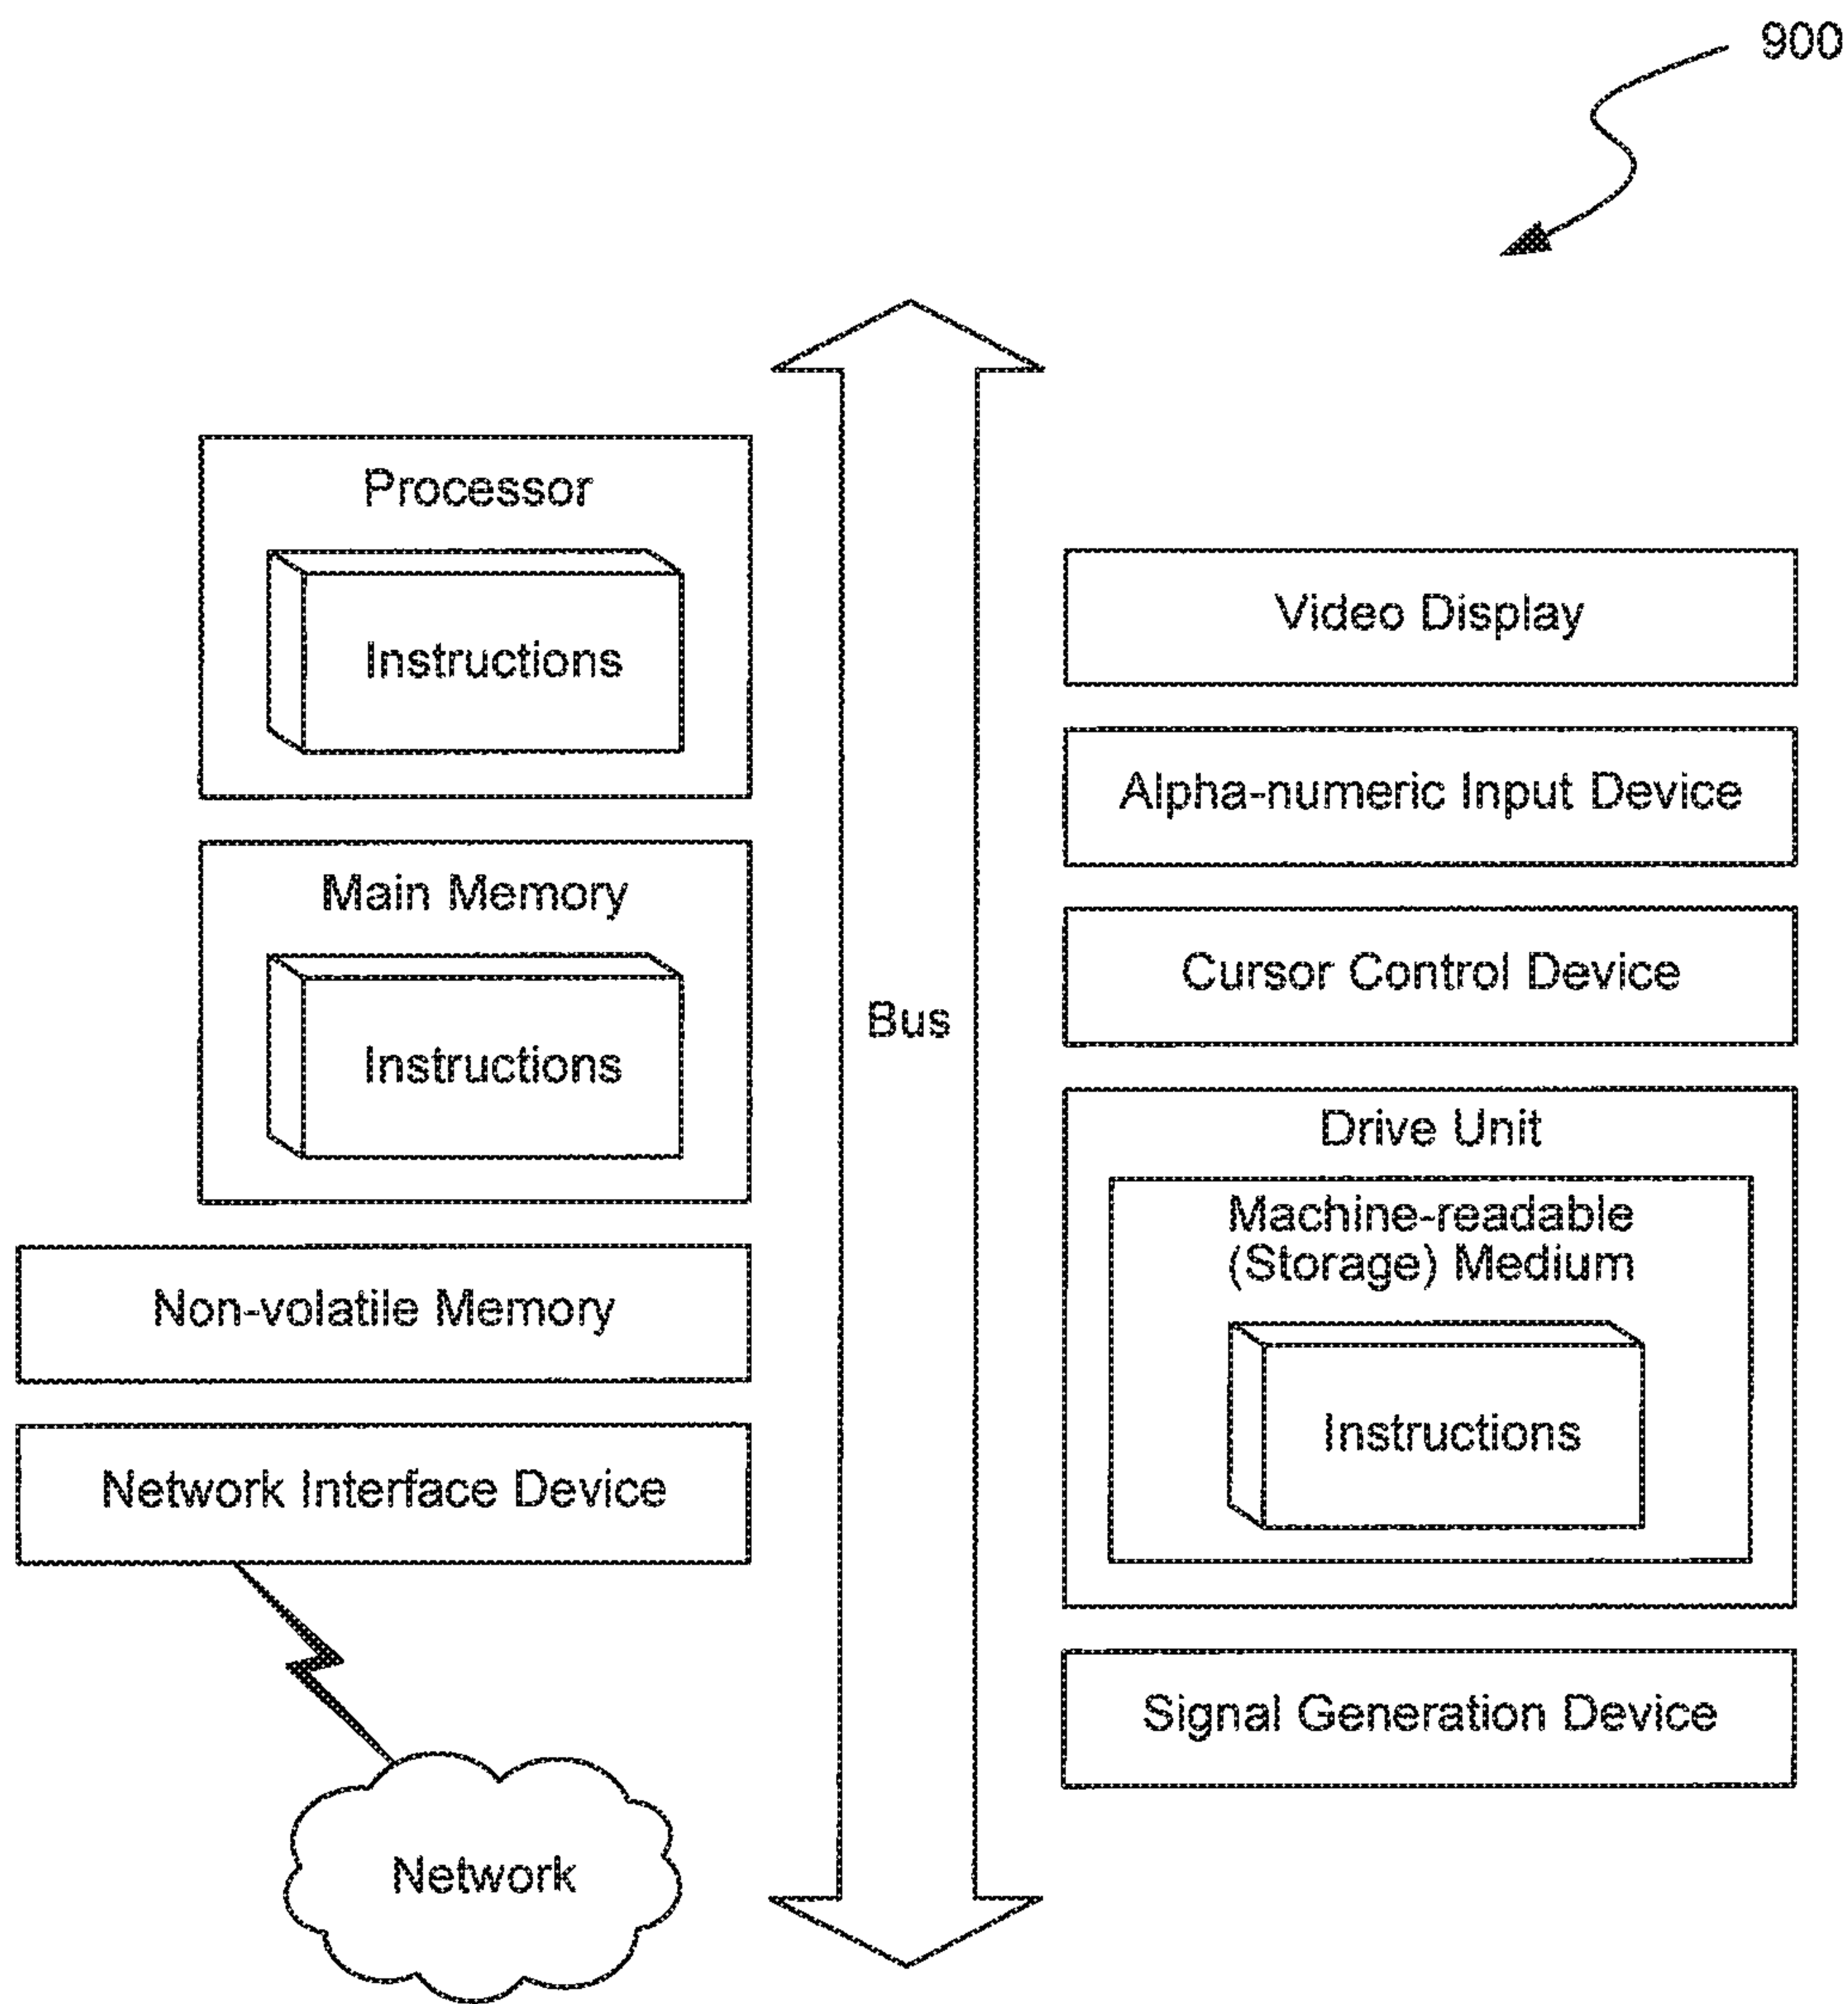 900
Processor
Instructions
Main Memory
Instructions
Non-volatile Memory
Network Interface Device
Network
Bus
Video Display
Alpha-numeric Input Device
Cursor Control Device
Drive Unit
Machine-readable
(Storage) Medium
Instructions
Signal Generation Device